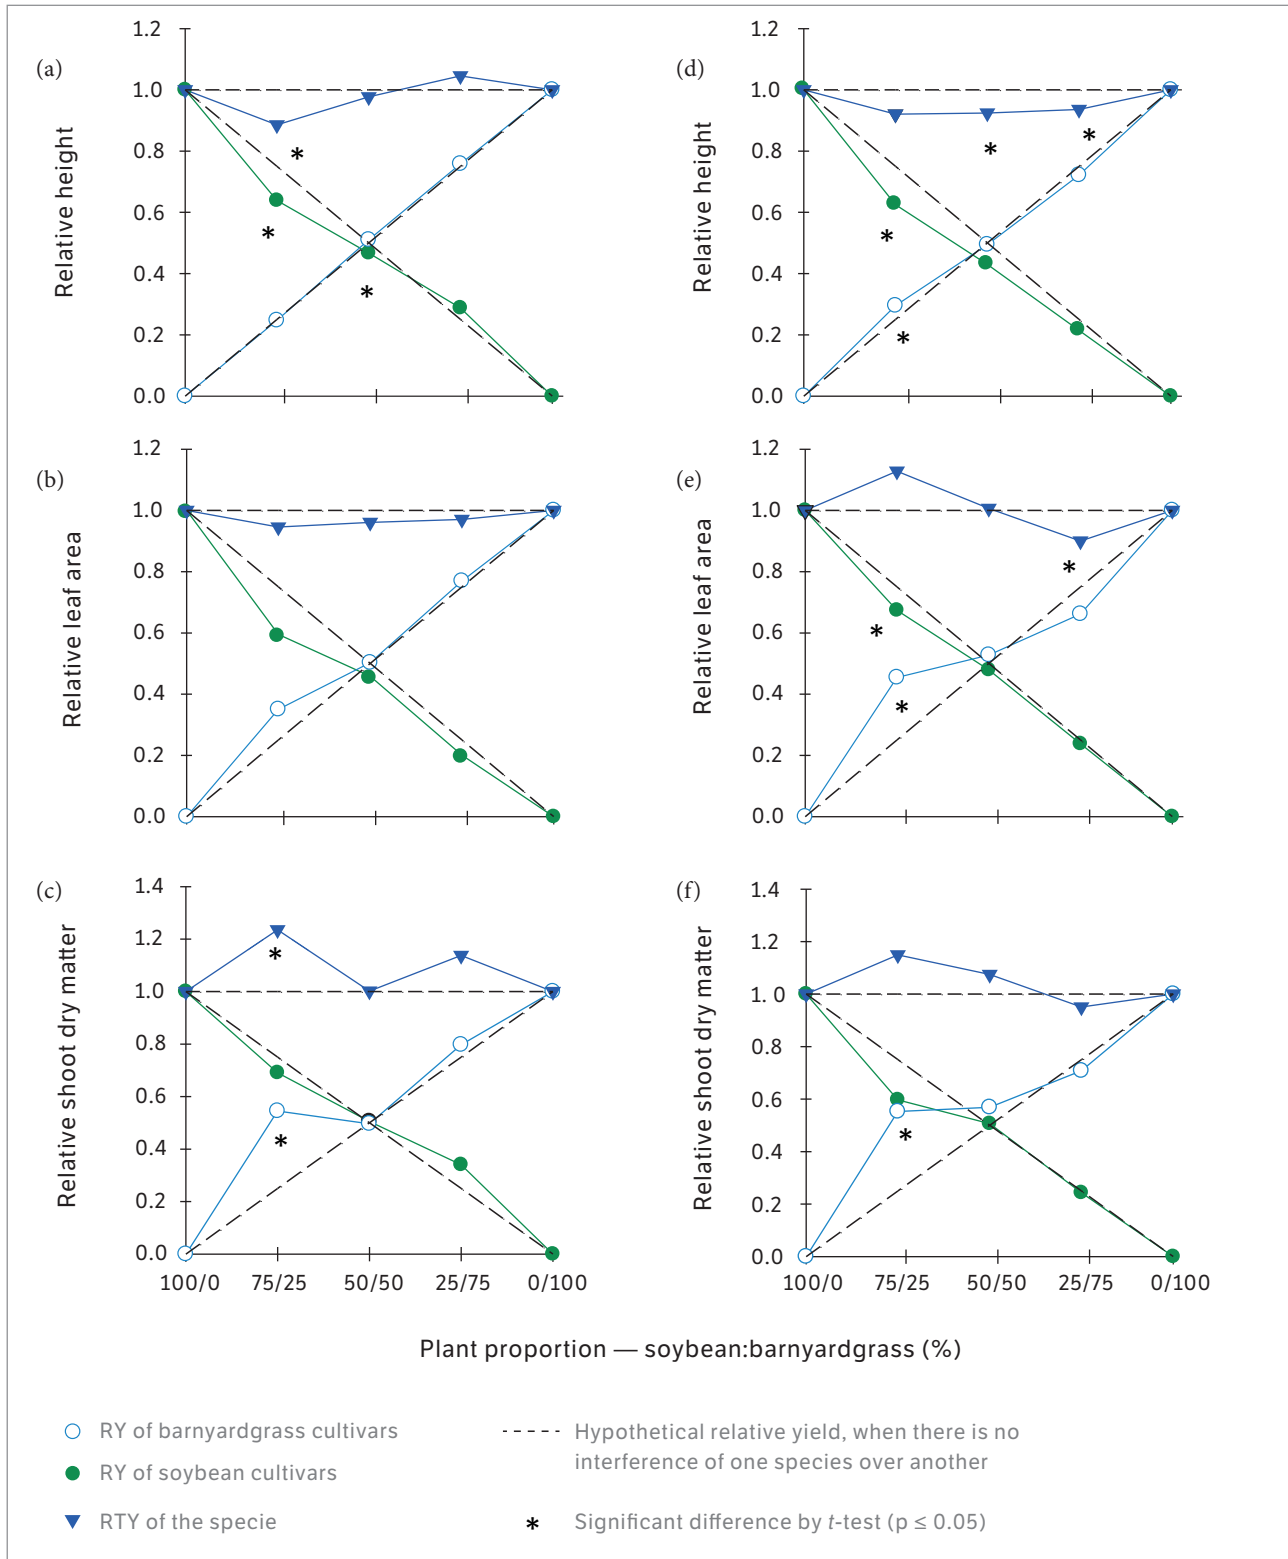 (a)
Relative height
1.2
1.0
0.8
0.6
0.4
0.2
0.0
*
*
*
(d)
Relative height
1.2
1.0
0.8
0.6
0.4
0.2
0.0
*
*
*
*
(b)
Relative leaf area
1.2
1.0
0.8
0.6
0.4
0.2
0.0
(e)
Relative leaf area
1.2
1.0
0.8
0.6
0.4
0.2
0.0
*
*
*
(c)
Relative shoot dry matter
1.4
1.2
1.0
0.8
0.6
0.4
0.2
0.0
*
*
100/0 75/25 50/50 25/75 0/100
(f)
Relative shoot dry matter
1.4
1.2
1.0
0.8
0.6
0.4
0.2
0.0
*
100/0 75/25 50/50 25/75 0/100
Plant proportion — soybean:barnyardgrass (%)
RY of barnyardgrass cultivars
RY of soybean cultivars
RTY of the specie
Hypothetical relative yield, when there is no
interference of one species over another
* Significant difference by t-test (p ≤ 0.05)